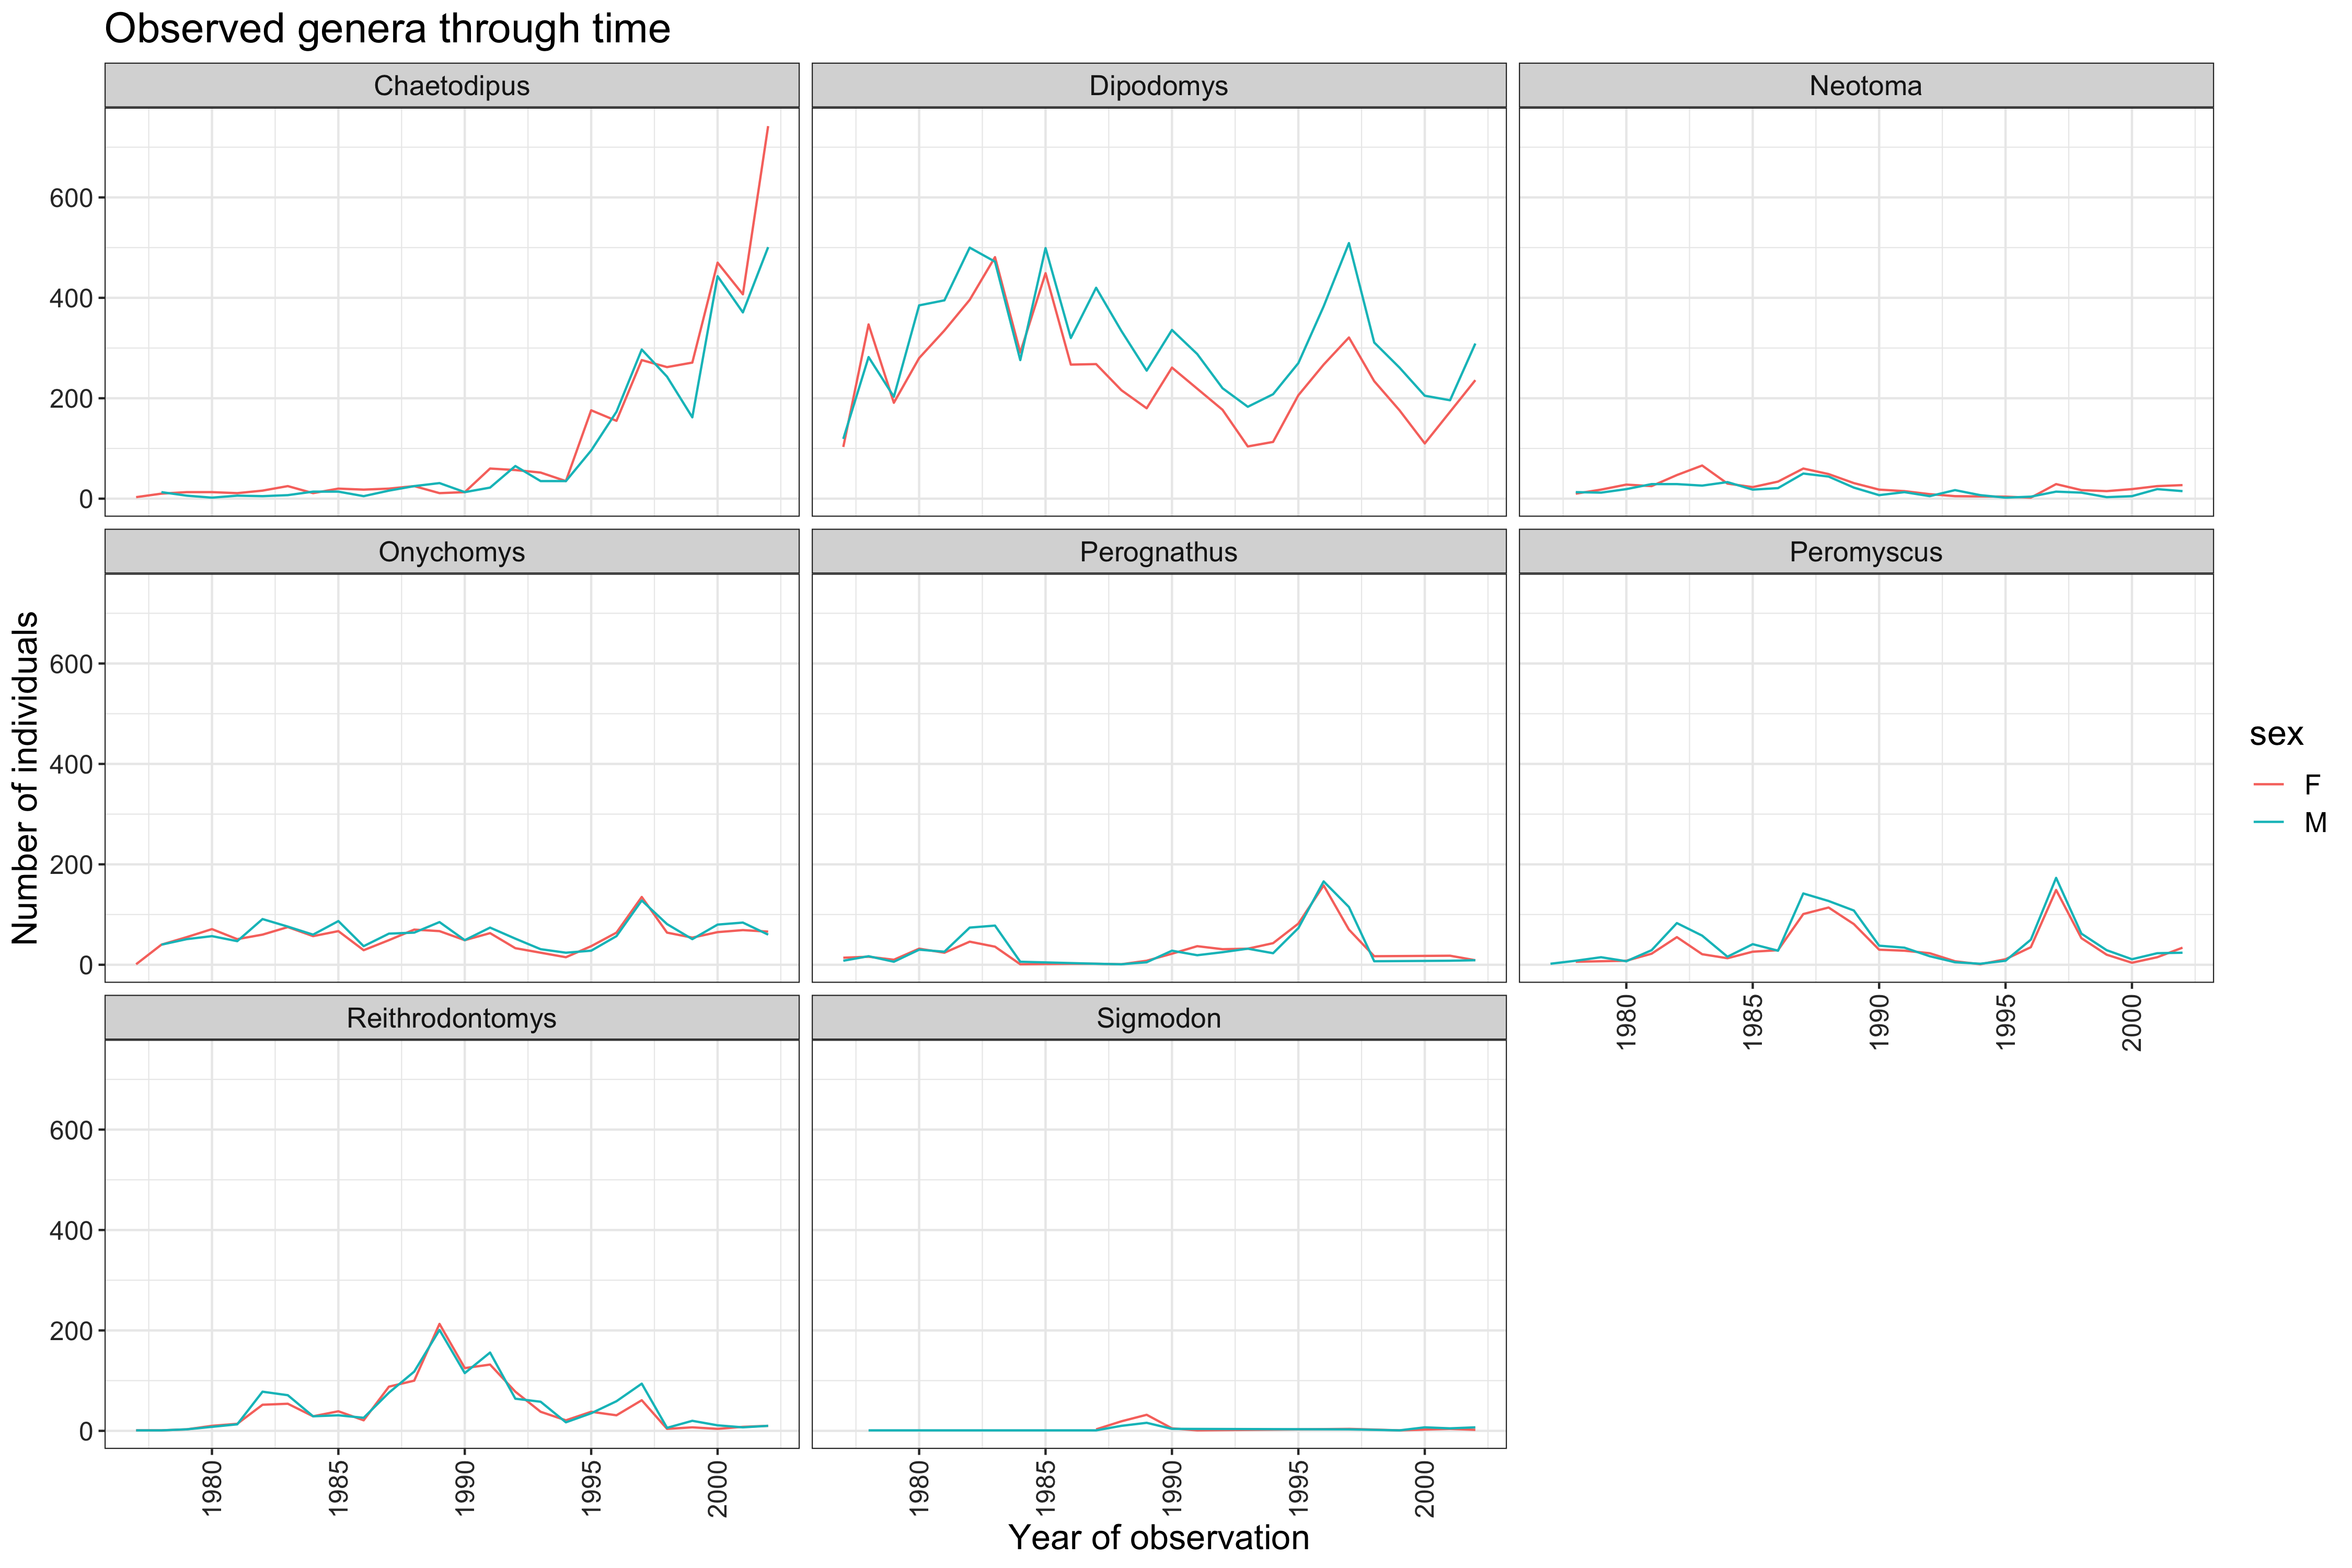 Observed genera through time
Chaetodipus
Dipodomys
Neotoma
600
400
200
0
Onychomys
Perognathus
Peromyscus
600
400
200
0
1980
1985
1990
1995
2000
Reithrodontomys
Sigmodon
600
400
200
0
1980
1985
1990
1995
2000
1980
1985
1990
1995
2000
Year of observation
Number of individuals
sex
F
M